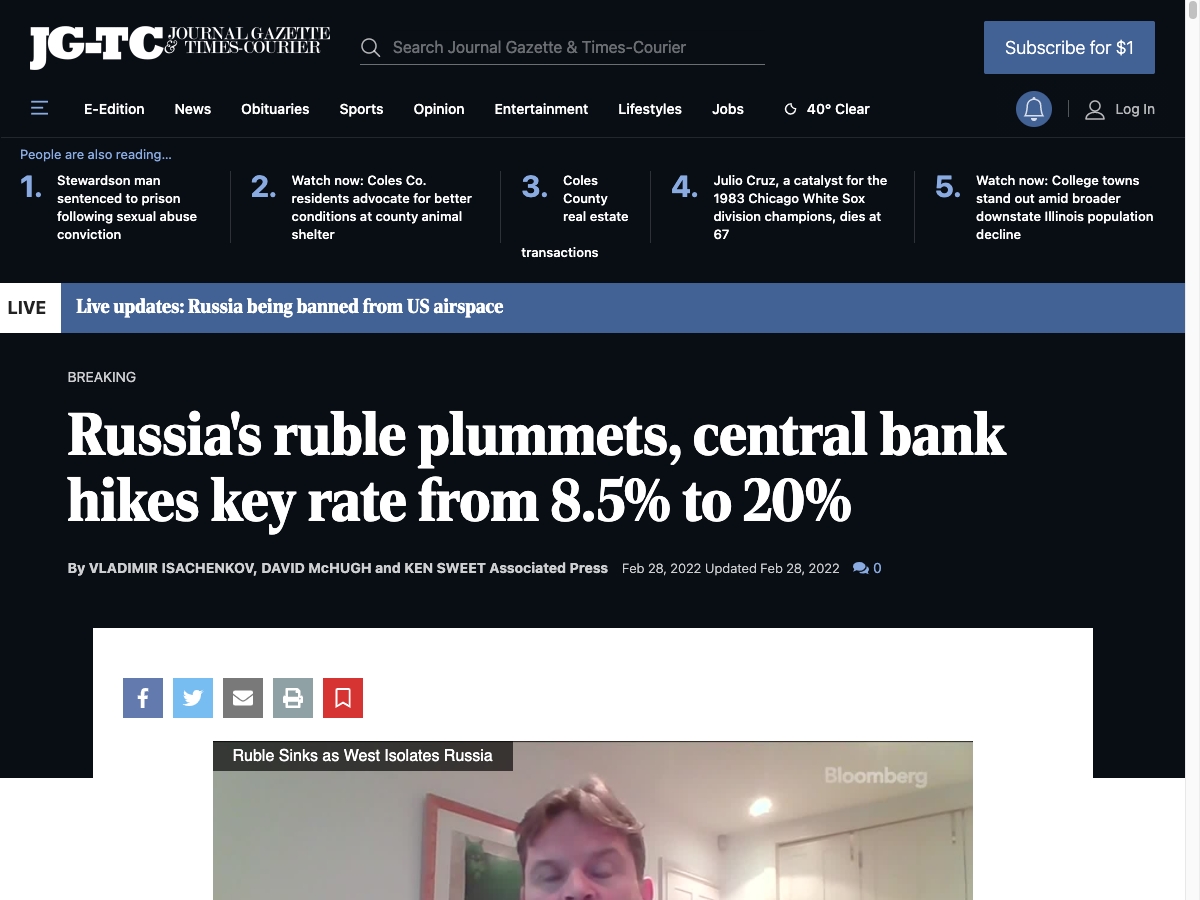 JG-TC JOURNAL GAZETTE
& TIMES-COURIER
Search Journal Gazette & Times-Courier
Subscribe for $1
E-Edition News Obituaries Sports Opinion Entertainment Lifestyles Jobs 40° Clear Log In
People are also reading…
1. Stewardson man
sentenced to prison
following sexual abuse
conviction
2. Watch now: Coles Co.
residents advocate for better
conditions at county animal
shelter
3. Coles
County
real estate
transactions
4. Julio Cruz, a catalyst for the
1983 Chicago White Sox
division champions, dies at
67
5. Watch now: College towns
stand out amid broader
downstate Illinois population
decline
LIVE Live updates: Russia being banned from US airspace
BREAKING
Russia's ruble plummets, central bank
hikes key rate from 8.5% to 20%
By VLADIMIR ISACHENKOV, DAVID McHUGH and KEN SWEET Associated Press Feb 28, 2022 Updated Feb 28, 2022 0
Ruble Sinks as West Isolates Russia
Bloomberg